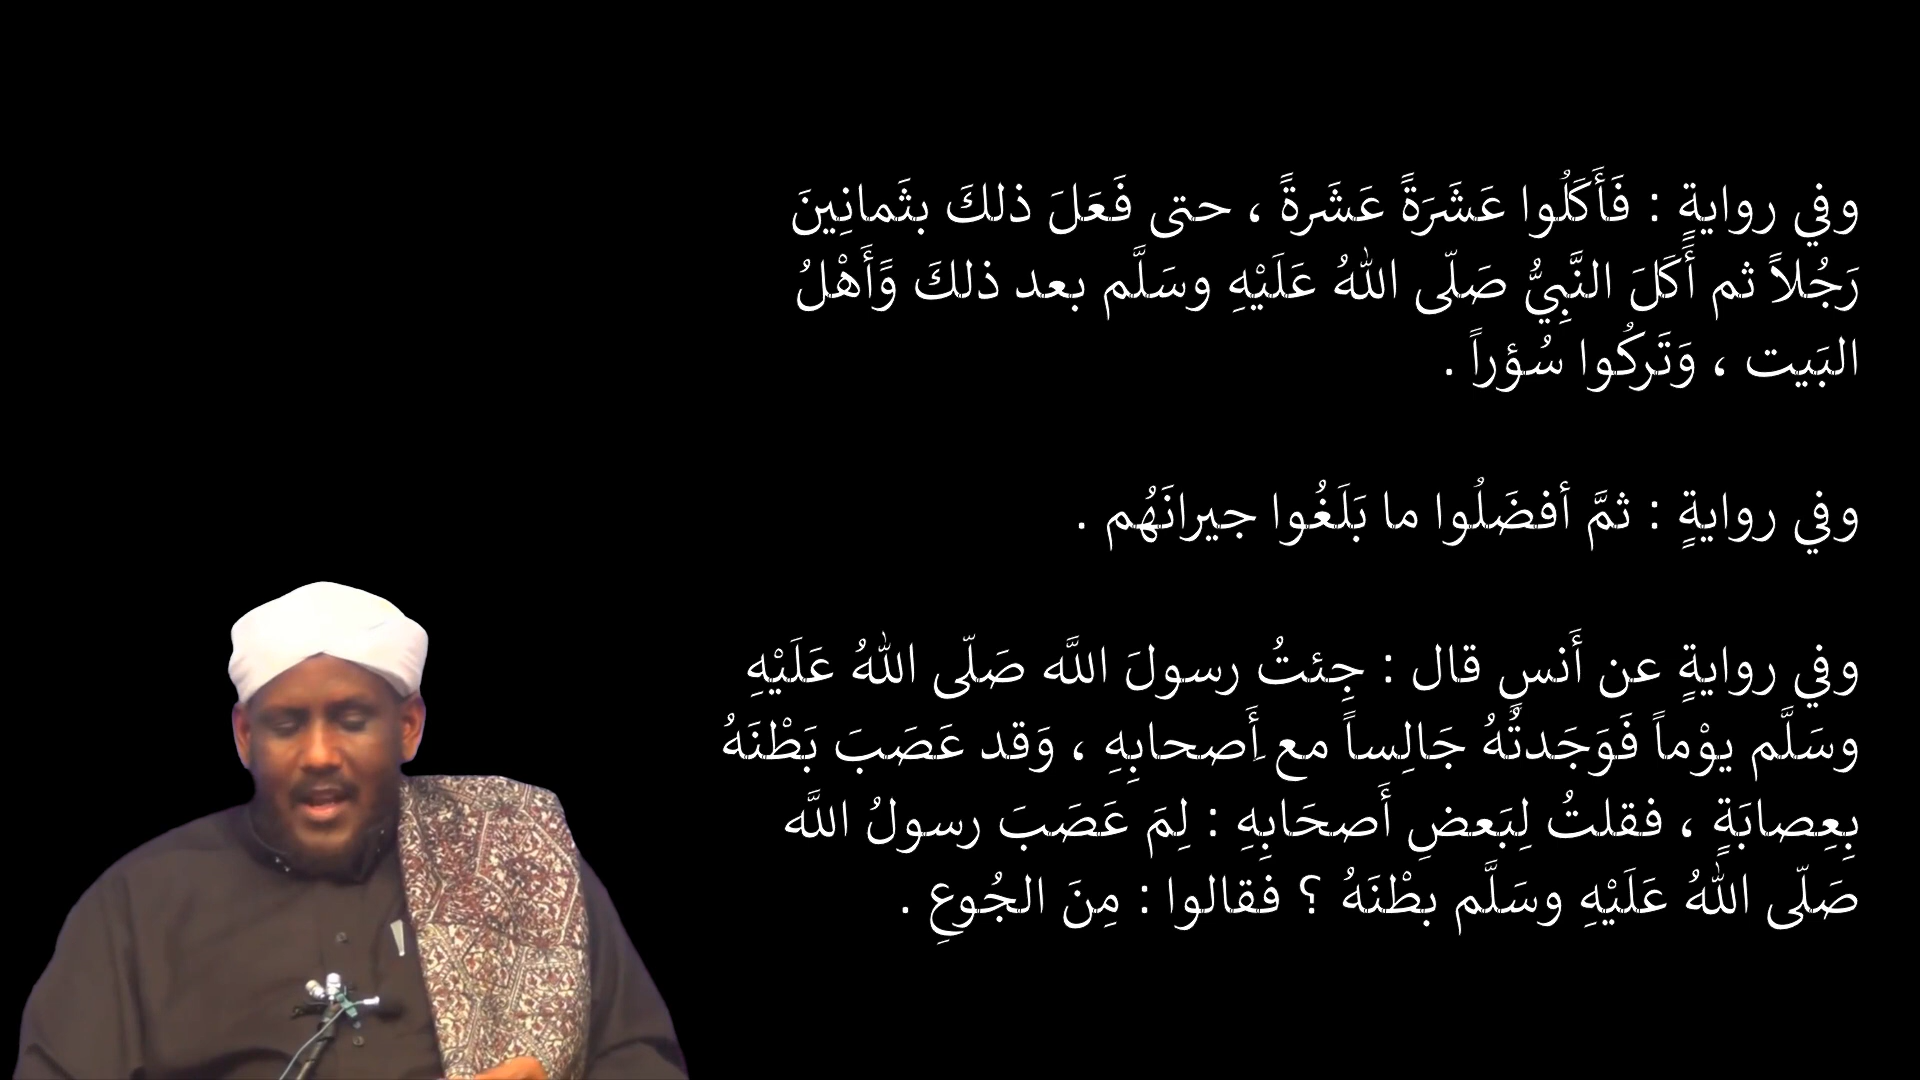 وفي روايةٍ : فَأَكَلُوا عَشَرَةً عَشَرةً ، حتى فَعَلَ ذلكَ بثَمانِينَ
رَجُلاً ثم أَكَلَ النَّبِيُّ صَلّى اللهُ عَلَيْهِ وسَلَّم بعد ذلكَ وََأَهْلُ
البَيت ، وَتَركُوا سُؤراً .
وفي روايةٍ : ثمَّ أفضَلُوا ما بَلَغُوا جيرانَهُم .
وفي روايةٍ عن أَنسٍ قال : جِئتُ رسولَ اللَّه صَلّى اللهُ عَلَيْهِ
وسَلَّم يوْماً فَوَجَدتُهُ جَالِساً مع أَِصحابِهِ ، وَقد عَصَبَ بَطْنَهُ
بِعِصابَةٍ ، فقلتُ لِبَعضِ أَصحَابِهِ : لِمَ عَصَبَ رسولُ اللَّه
صَلّى اللهُ عَلَيْهِ وسَلَّم بطْنَهُ ؟ فقالوا : مِنَ الجُوعِ .